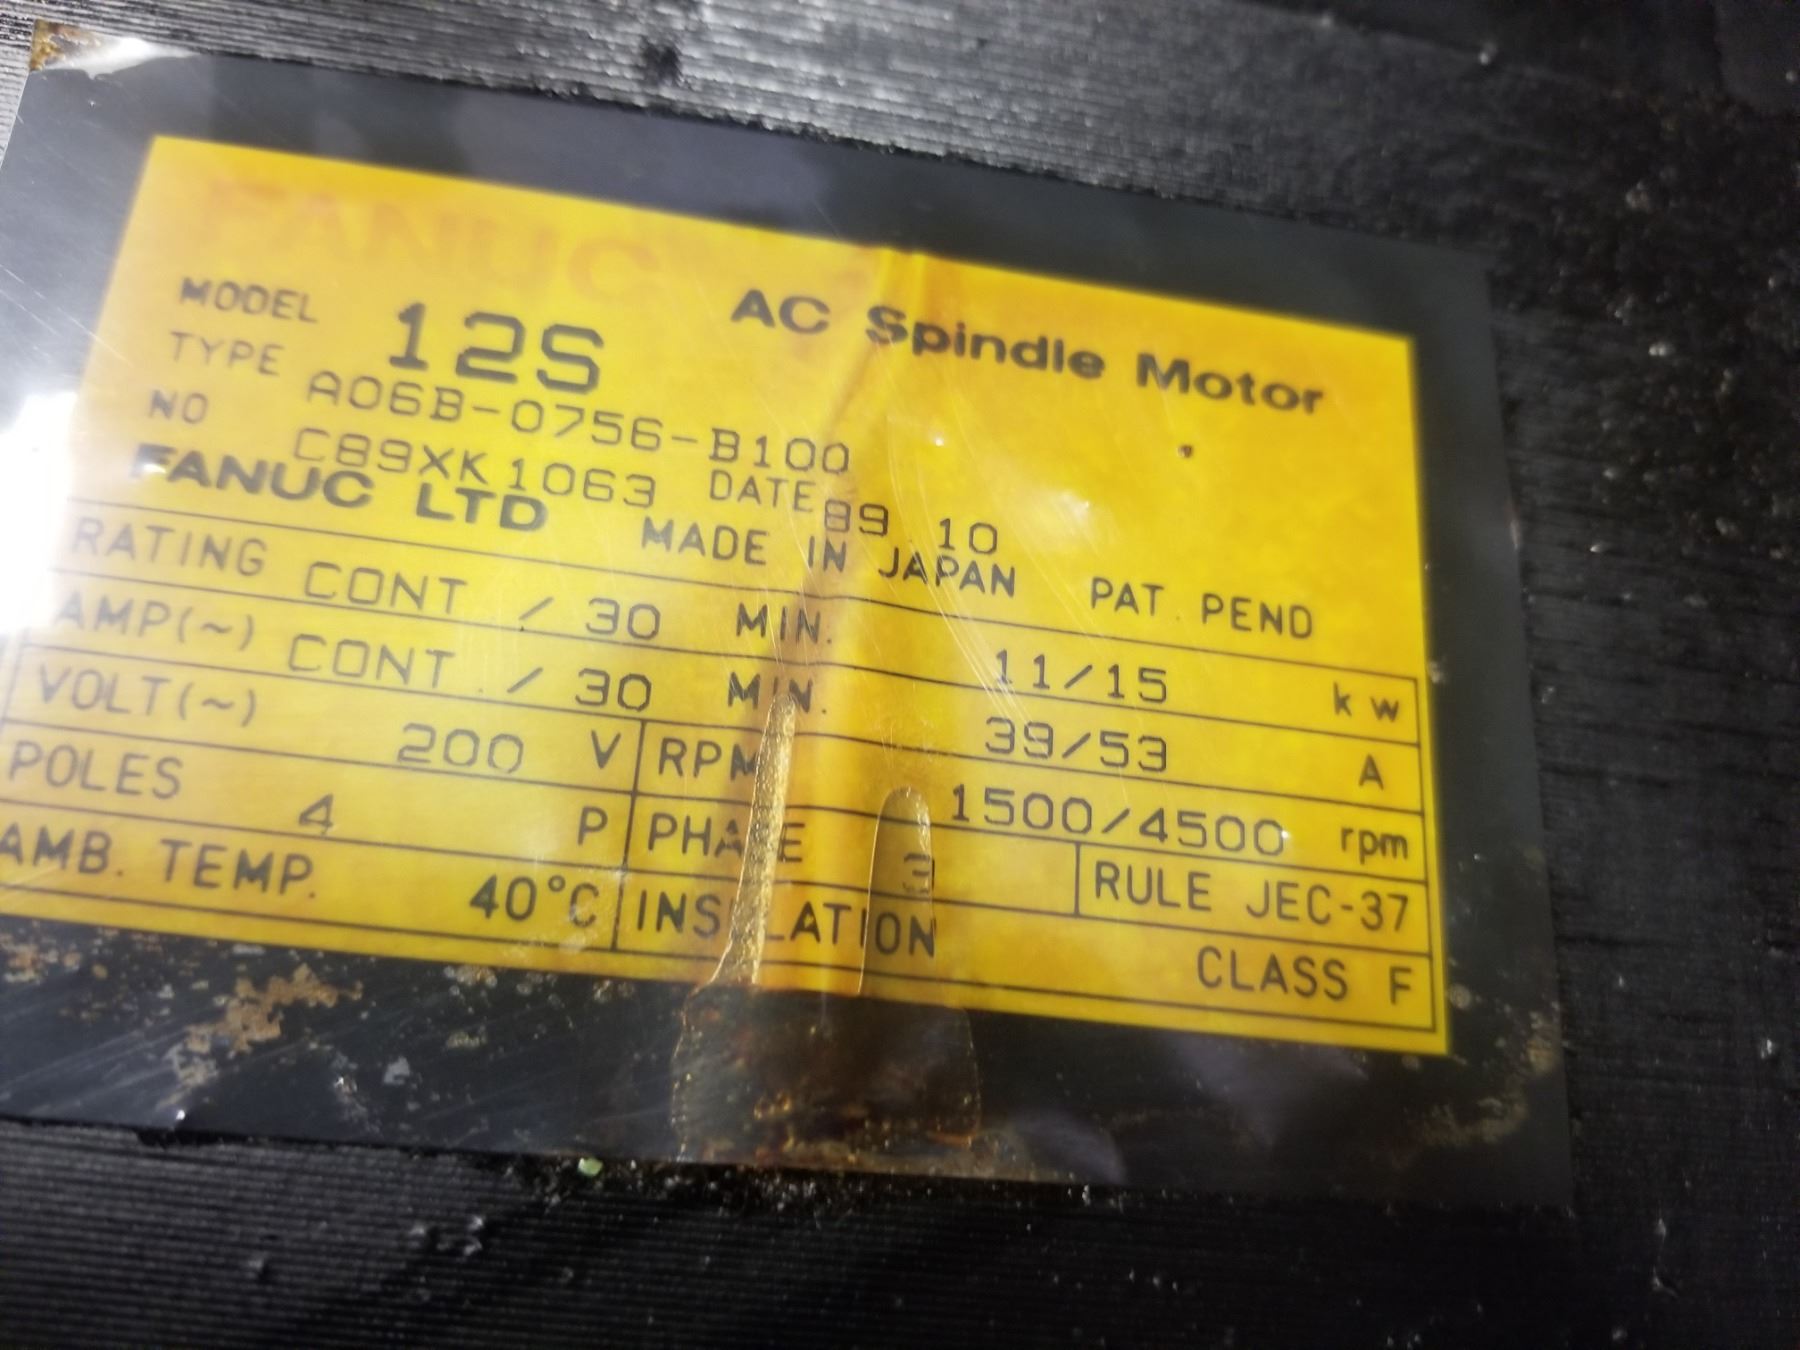 FANUC
AC Spindle Motor
MODEL 12S
TYPE A06B-0756-B100
NO C89XK1063 DATE 89.10
FANUC LTD MADE IN JAPAN PAT. PEND
RATING CONT / 30 MIN. 11/15 kw
AMP(~) CONT / 30 MIN. 39/53 A
VOLT(~) 200 V RPM 1500/4500 rpm
POLES 4 P PHASE 3 RULE JEC-37
AMB. TEMP. 40°C INSULATION CLASS F